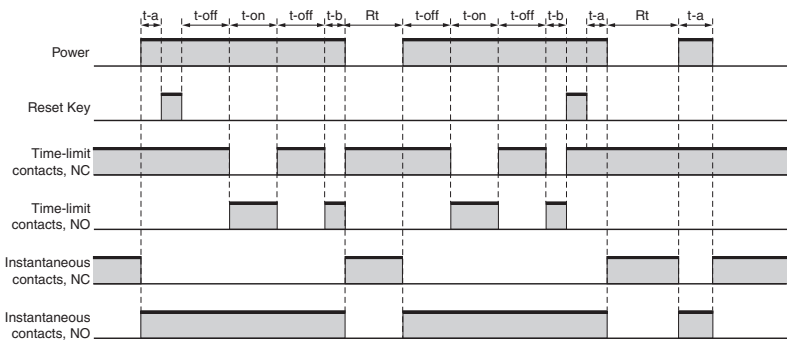 t-a t-off t-on t-off t-b Rt t-off t-on t-off t-b t-a Rt t-a
Power
Reset Key
Time-limit
contacts, NC
Time-limit
contacts, NO
Instantaneous
contacts, NC
Instantaneous
contacts, NO